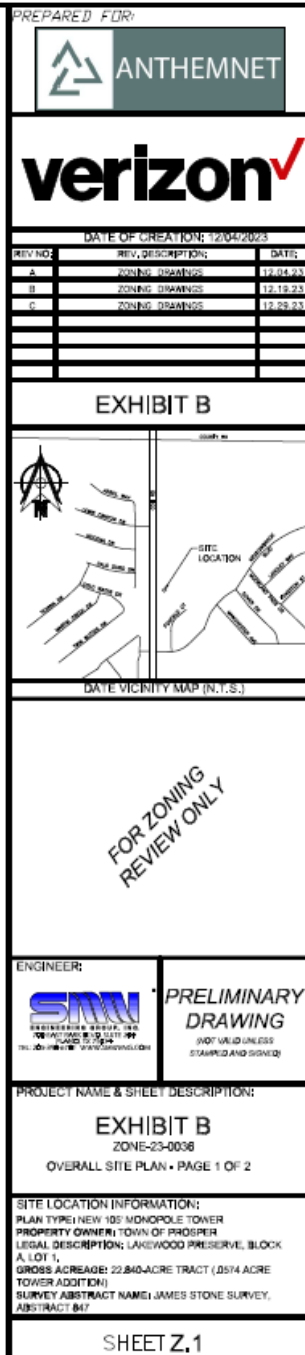 PREPARED FOR:
ANTHEMNET
verizon
DATE OF CREATION: 12/04/2023
REV NO: REV. DESCRIPTION: DATE:
A ZONING DRAWINGS 12.04.23
B ZONING DRAWINGS 12.19.23
C ZONING DRAWINGS 12.29.23
EXHIBIT B
N
SITE
LOCATION
DATE VICINITY MAP (N.T.S.)
FOR ZONING
REVIEW ONLY
ENGINEER:
SMW
ENGINEERING GROUP, INC.
PRELIMINARY
DRAWING
(NOT VALID UNLESS
STAMPED AND SIGNED)
PROJECT NAME & SHEET DESCRIPTION:
EXHIBIT B
ZONE-23-0036
OVERALL SITE PLAN - PAGE 1 OF 2
SITE LOCATION INFORMATION:
PLAN TYPE: NEW 105' MONOPOLE TOWER
PROPERTY OWNER: TOWN OF PROSPER
LEGAL DESCRIPTION: LAKEWOOD PRESERVE, BLOCK
A, LOT 1,
GROSS ACREAGE: 22.840-ACRE TRACT (.0574 ACRE
TOWER ADDITION)
SURVEY ABSTRACT NAME: JAMES STONE SURVEY,
ABSTRACT 847
SHEET Z.1